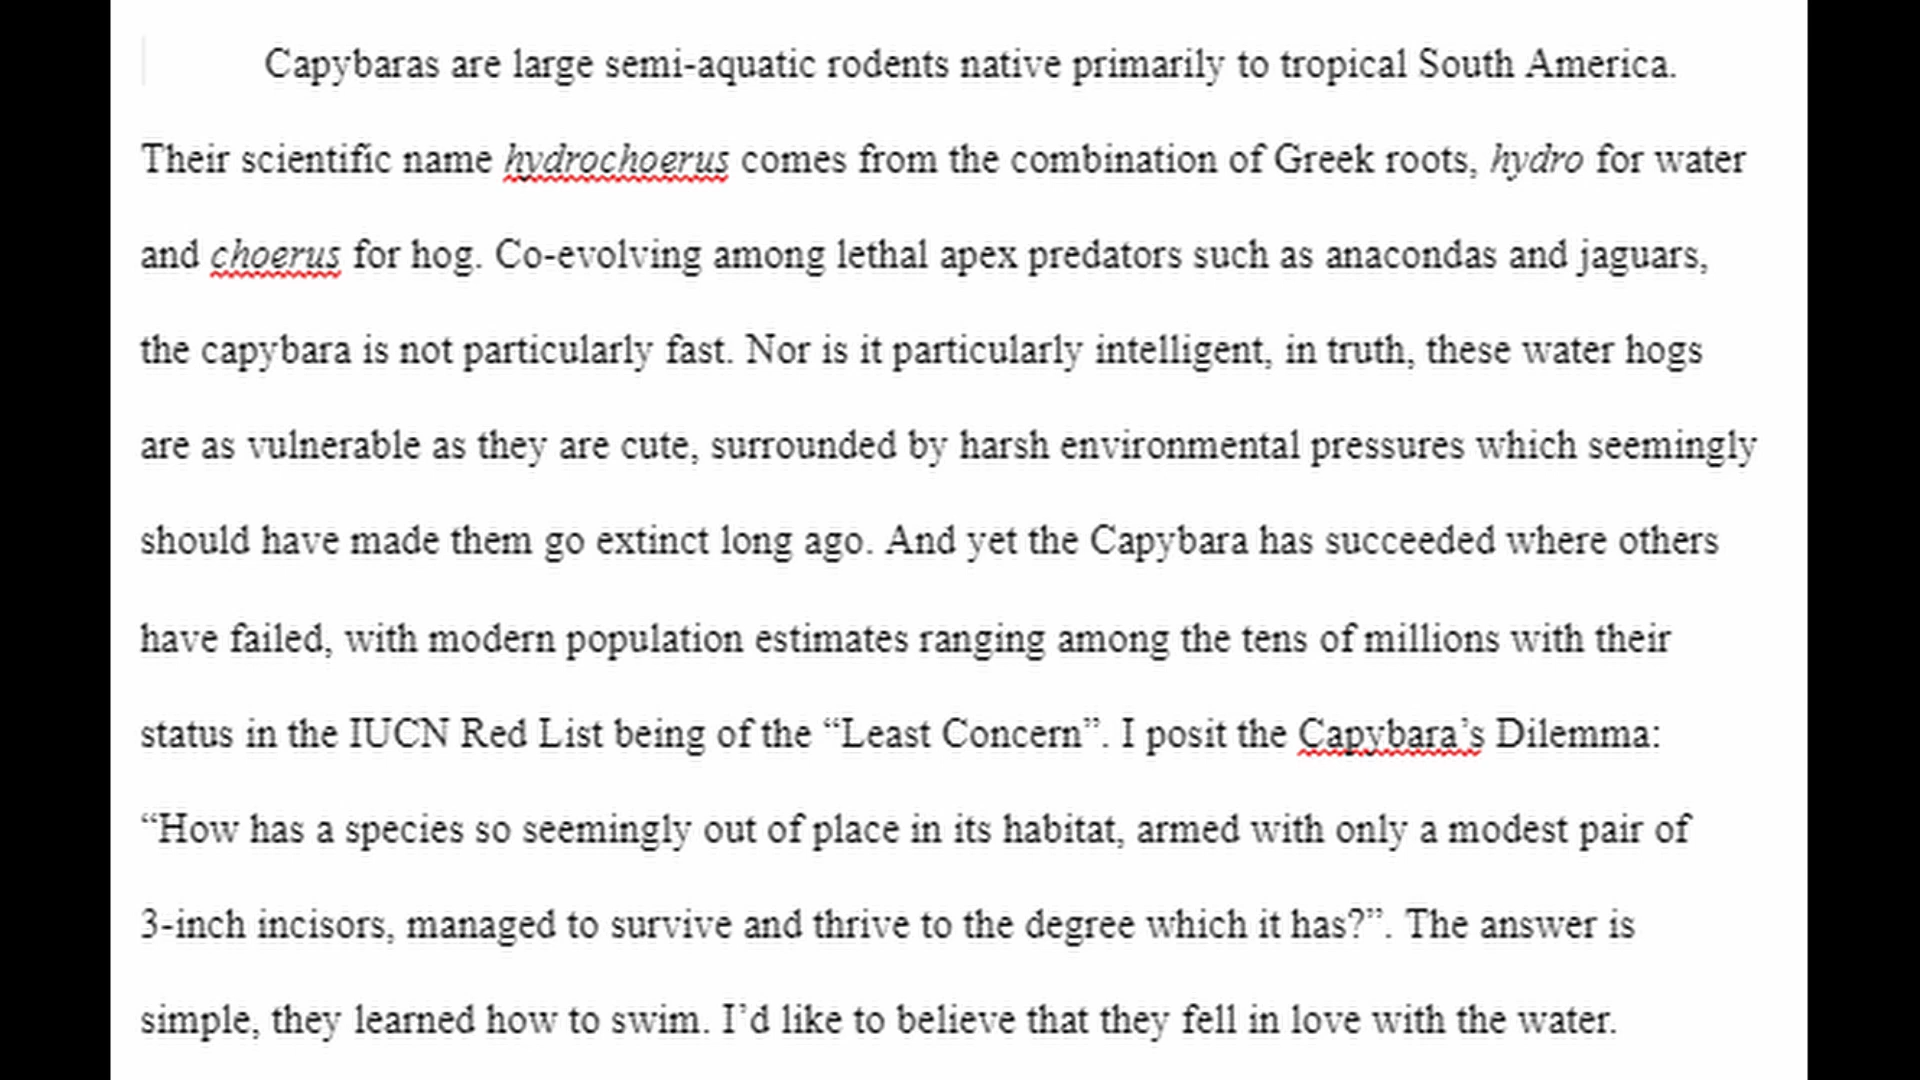 Capybaras are large semi-aquatic rodents native primarily to tropical South America.
Their scientific name hydrochoerus comes from the combination of Greek roots, hydro for water
and choerus for hog. Co-evolving among lethal apex predators such as anacondas and jaguars,
the capybara is not particularly fast. Nor is it particularly intelligent, in truth, these water hogs
are as vulnerable as they are cute, surrounded by harsh environmental pressures which seemingly
should have made them go extinct long ago. And yet the Capybara has succeeded where others
have failed, with modern population estimates ranging among the tens of millions with their
status in the IUCN Red List being of the “Least Concern”. I posit the Capybara’s Dilemma:
“How has a species so seemingly out of place in its habitat, armed with only a modest pair of
3-inch incisors, managed to survive and thrive to the degree which it has?”. The answer is
simple, they learned how to swim. I’d like to believe that they fell in love with the water.